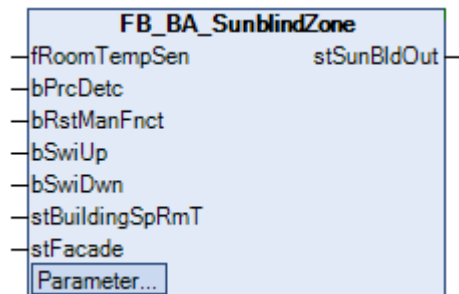 FB_BA_SunblindZone
fRoomTempSen stSunBldOut
bPrcDetc
bRstManFnct
bSwiUp
bSwiDwn
stBuildingSpRmT
stFacade
Parameter...